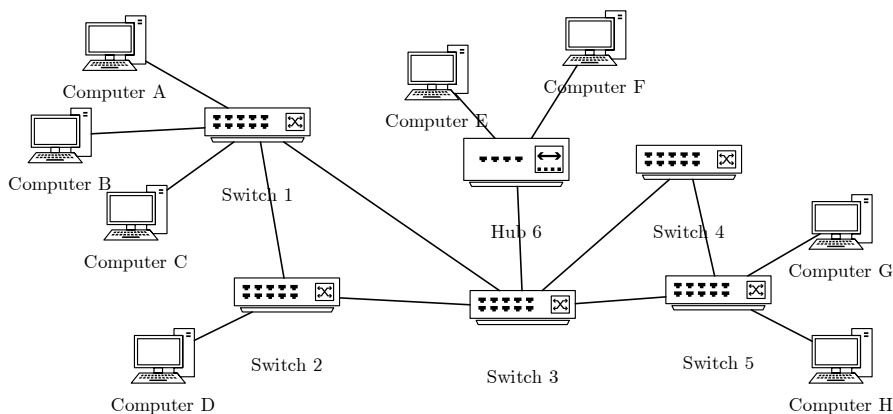 Computer F
Computer A
Computer E
Computer B
Switch 1
Hub 6
Switch 4
Computer C
Computer G
Switch 2
Switch 3
Switch 5
Computer D
Computer H